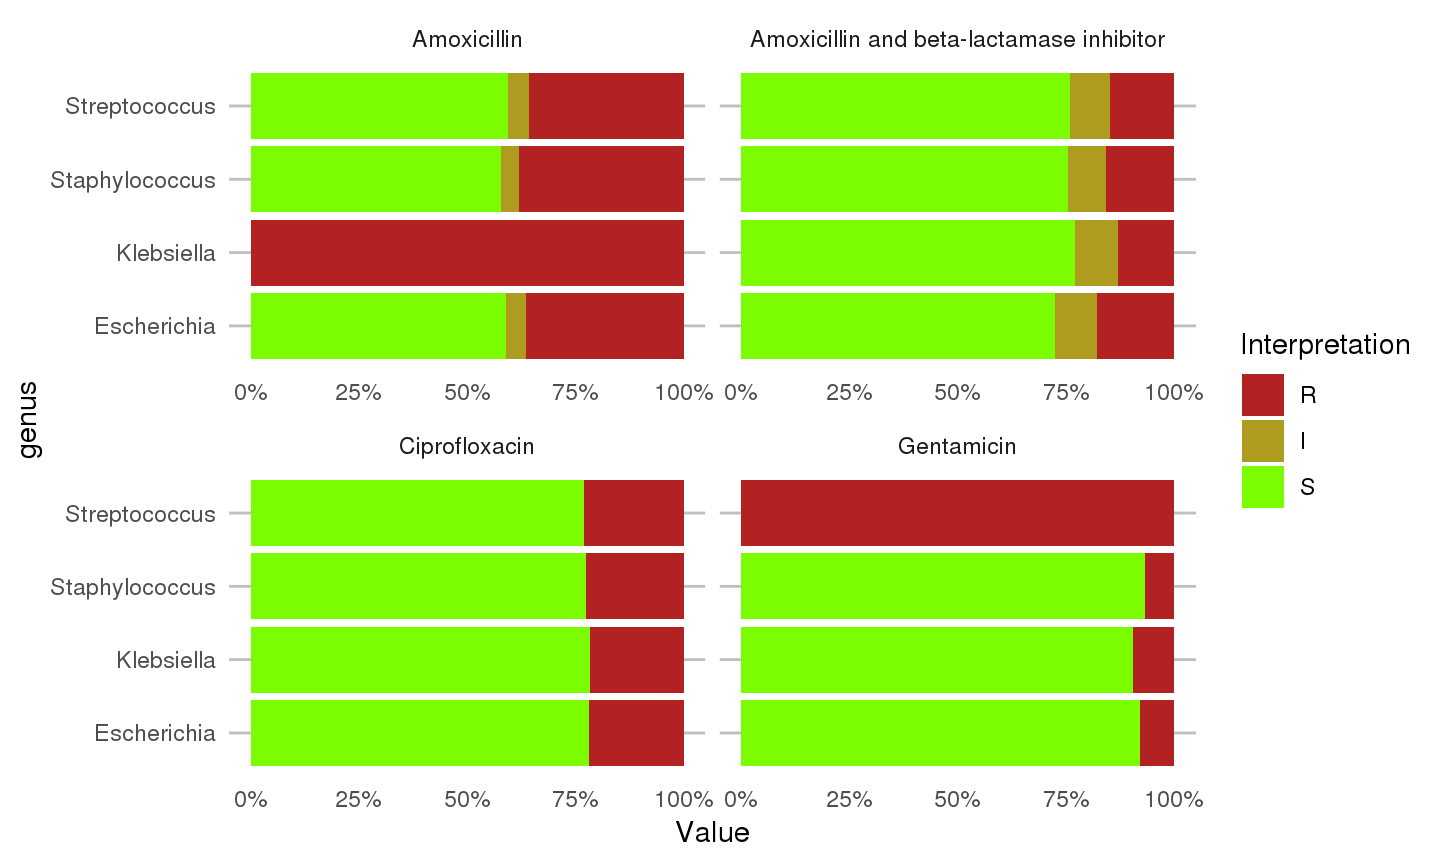 Amoxicillin
Amoxicillin and beta-lactamase inhibitor
Streptococcus
Staphylococcus
Klebsiella
Escherichia
0% 25% 50% 75% 100% 0% 25% 50% 75% 100%
genus
Interpretation
R
I
S
Ciprofloxacin
Gentamicin
Streptococcus
Staphylococcus
Klebsiella
Escherichia
0% 25% 50% 75% 100% 0% 25% 50% 75% 100%
Value